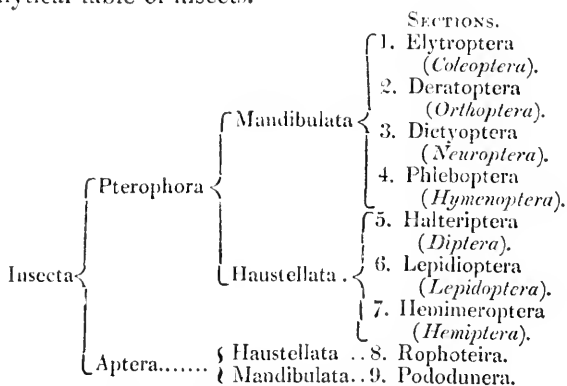 lytical table of insects.
SECTIONS.
1. Elytroptera
(Coleoptera).
2. Deratoptera
(Orthoptera).
Mandibulata
3. Dictyoptera
(Neuroptera).
4. Phleboptera
(Hymenoptera).
Pterophora
5. Halteriptera
(Diptera).
Insecta
Haustellata .
6. Lepidioptera
(Lepidoptera).
7. Hemimeroptera
(Hemiptera).
Aptera.......
Haustellata ..8. Rophoteira.
Mandibulata..9. Pododunera.